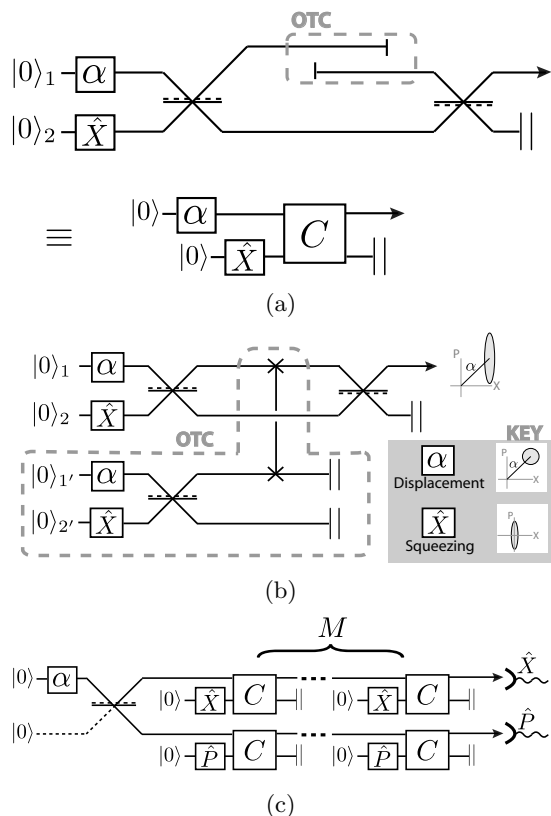 OTC
|0⟩₁ α
|0⟩₂ X̂
≡
|0⟩ α
|0⟩ X̂ C
(a)
|0⟩₁ α
|0⟩₂ X̂
P α X
OTC
|0⟩₁′ α
|0⟩₂′ X̂
KEY
α P α X
Displacement
X̂ P X
Squeezing
(b)
M
|0⟩ α
|0⟩ X̂ C |0⟩ X̂ C X̂
|0⟩
|0⟩ P̂ C |0⟩ P̂ C P̂
(c)